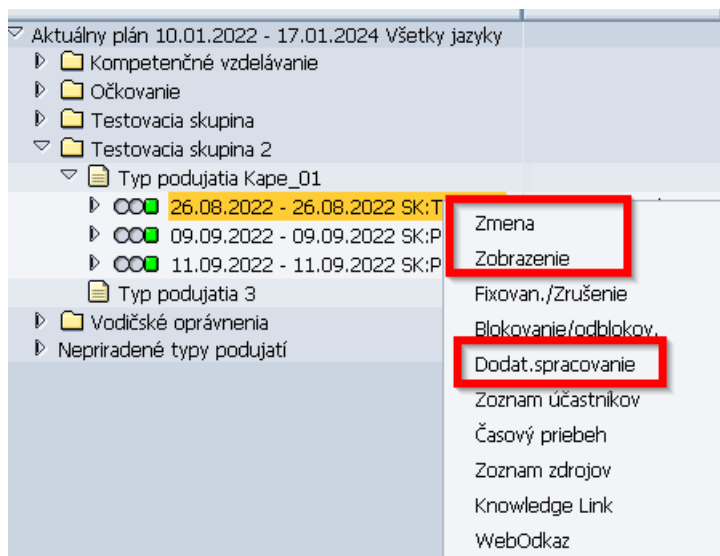 Aktuálny plán 10.01.2022 - 17.01.2024 Všetky jazyky
Kompetenčné vzdelávanie
Očkovanie
Testovacia skupina
Testovacia skupina 2
Typ podujatia Kape_01
26.08.2022 - 26.08.2022 SK:T
09.09.2022 - 09.09.2022 SK:P
11.09.2022 - 11.09.2022 SK:P
Typ podujatia 3
Vodičské oprávnenia
Nepriradené typy podujatí
Zmena
Zobrazenie
Fixovan./Zrušenie
Blokovanie/odblokov.
Dodat.spracovanie
Zoznam účastníkov
Časový priebeh
Zoznam zdrojov
Knowledge Link
WebOdkaz